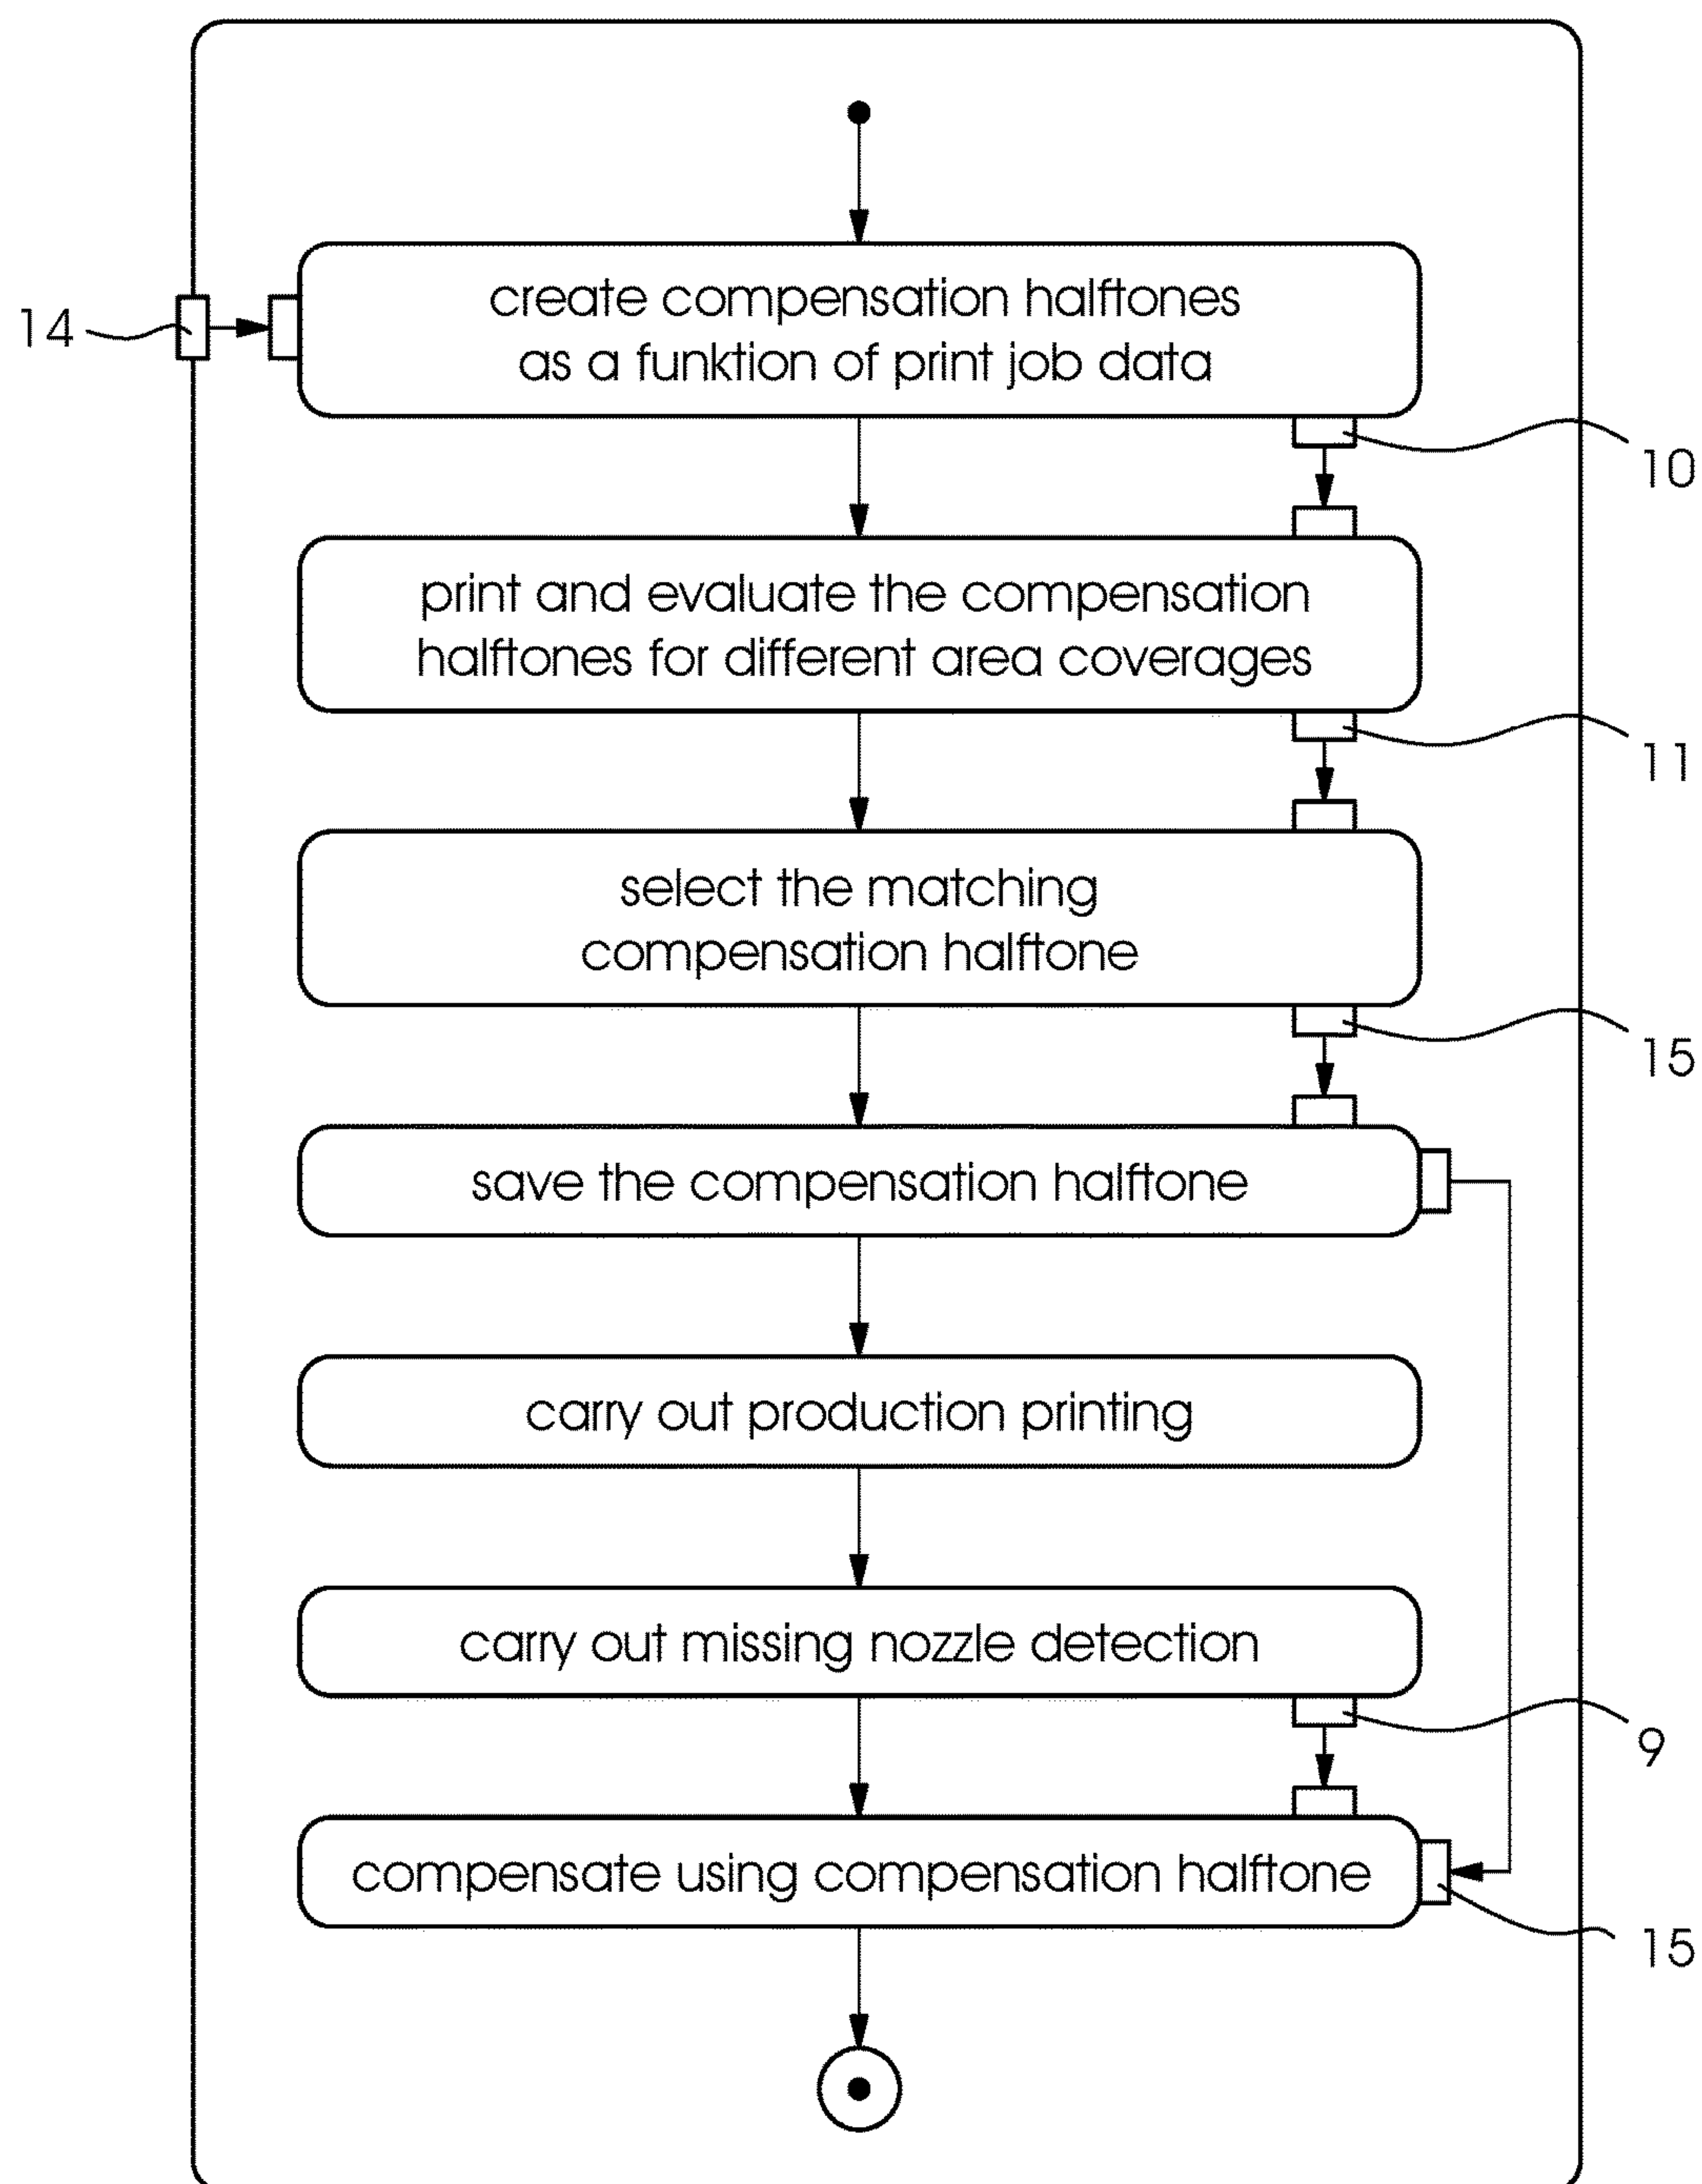 14
create compensation halftones
as a funktion of print job data
10
print and evaluate the compensation
halftones for different area coverages
11
select the matching
compensation halftone
15
save the compensation halftone
carry out production printing
carry out missing nozzle detection
9
compensate using compensation halftone
15